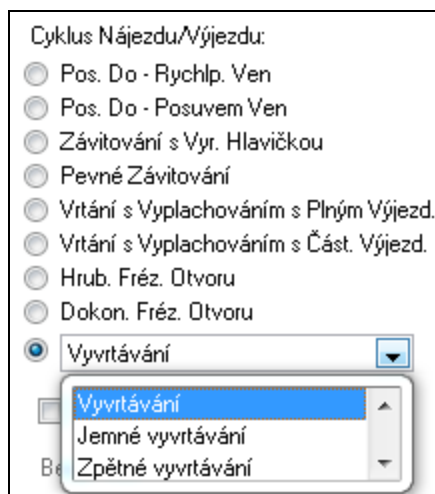 Cyklus Nájezdu/Výjezdu:
Pos. Do - Rychlp. Ven
Pos. Do - Posuvem Ven
Závitování s Vyr. Hlavičkou
Pevné Závitování
Vrtání s Vyplachováním s Plným Výjezd.
Vrtání s Vyplachováním s Část. Výjezd.
Hrub. Fréz. Otvoru
Dokon. Fréz. Otvoru
Vyvrtávání
Vyvrtávání
Jemné vyvrtávání
Zpětné vyvrtávání